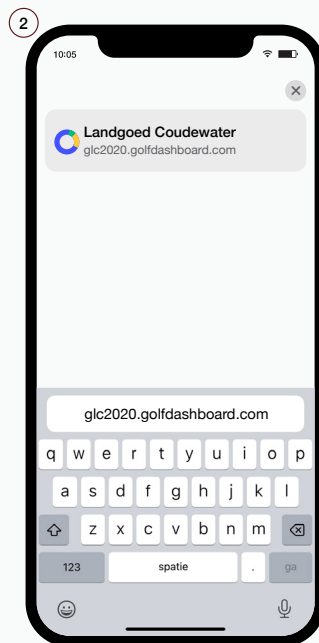 2
10:05
Landgoed Coudewater
glc2020.golfdashboard.com
glc2020.golfdashboard.com
q w e r t y u i o p
a s d f g h j k l
z x c v b n m
123 spatie . ga